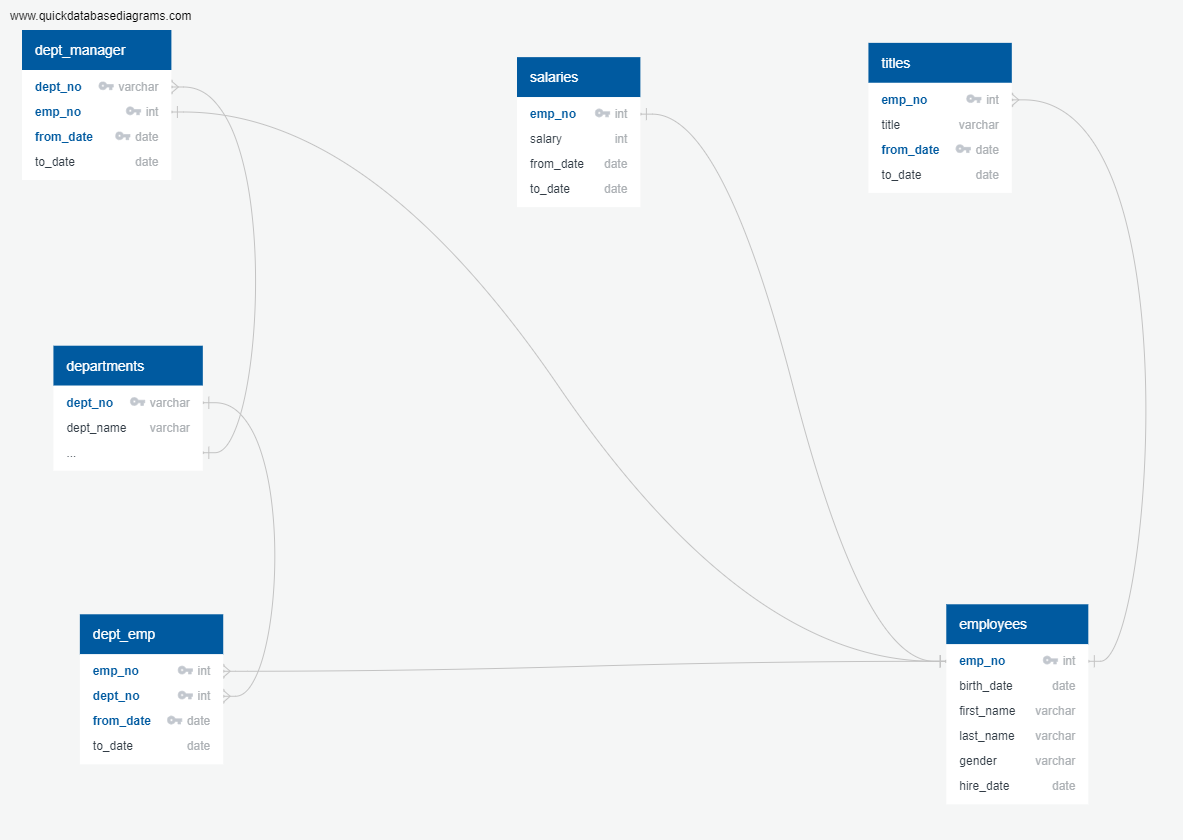 www.quickdatabasediagrams.com
dept_manager
dept_no varchar
emp_no int
from_date date
to_date date
salaries
emp_no int
salary int
from_date date
to_date date
titles
emp_no int
title varchar
from_date date
to_date date
departments
dept_no varchar
dept_name varchar
...
dept_emp
emp_no int
dept_no int
from_date date
to_date date
employees
emp_no int
birth_date date
first_name varchar
last_name varchar
gender varchar
hire_date date